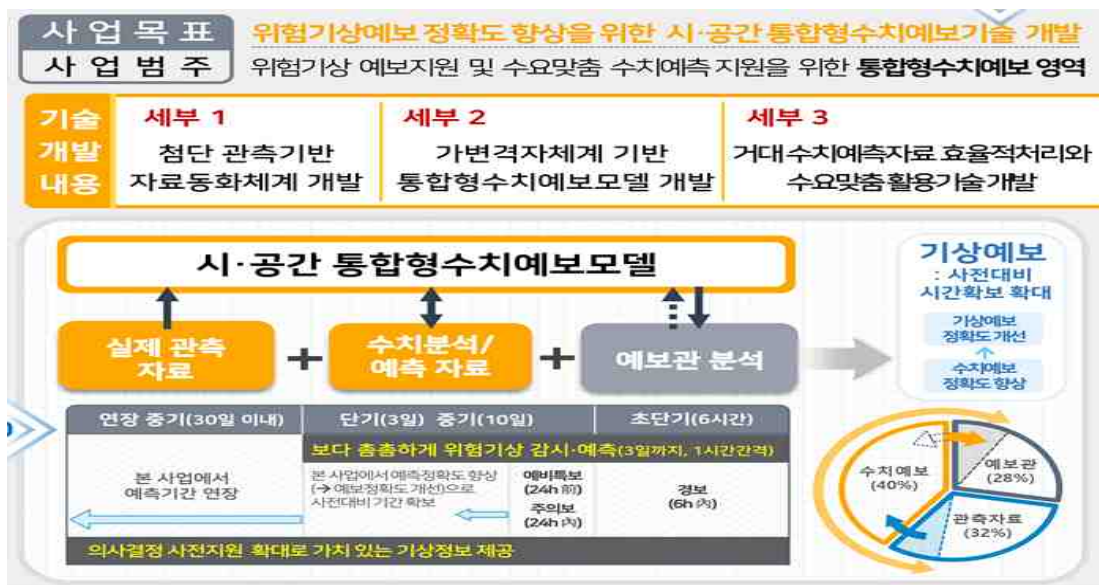 사업목표
위험기상예보 정확도 향상을 위한 시·공간 통합형수치예보기술 개발
사업범주
위험기상 예보지원 및 수요맞춤 수치예측 지원을 위한 통합형수치예보 영역
기술
개발
내용
세부 1
첨단 관측기반
자료동화체계 개발
세부 2
가변격자체계 기반
통합형수치예보모델 개발
세부 3
거대 수치예측자료 효율적처리와
수요맞춤 활용기술 개발
시·공간 통합형수치예보모델
실제 관측
자료
+
수치분석/
예측 자료
+
예보관 분석
기상예보
: 사전대비
시간확보 확대
기상예보
정확도 개선
수치예보
정확도 향상
연장 중기(30일 이내)
단기(3일) 중기(10일)
초단기(6시간)
보다 촘촘하게 위험기상 감시·예측(3일까지, 1시간간격)
본 사업에서
예측기간 연장
본 사업에서 예측정확도 향상
(→ 예보정확도 개선)으로
사전대비 기간 확보
예비특보
(24h 前)
주의보
(24h 內)
경보
(6h 內)
의사결정 사전지원 확대로 가치 있는 기상정보 제공
수치예보
(40%)
예보관
(28%)
관측자료
(32%)